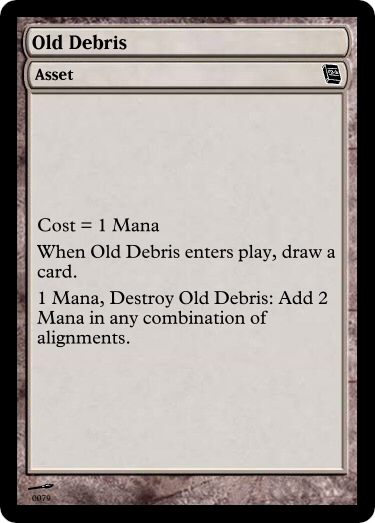 Old Debris
Asset
Cost = 1 Mana
When Old Debris enters play, draw a
card.
1 Mana, Destroy Old Debris: Add 2
Mana in any combination of
alignments.
0079